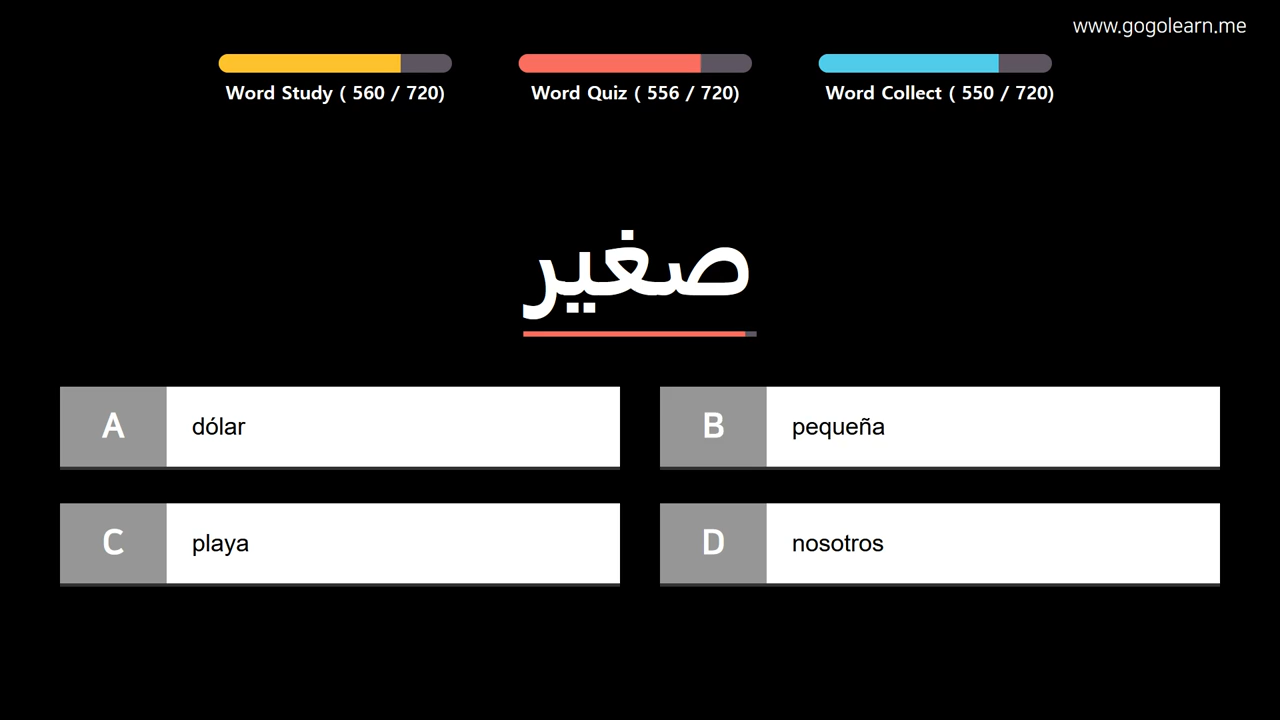 www.gogolearn.me
Word Study ( 560 / 720)
Word Quiz ( 556 / 720)
Word Collect ( 550 / 720)
صغير
A dólar
B pequeña
C playa
D nosotros